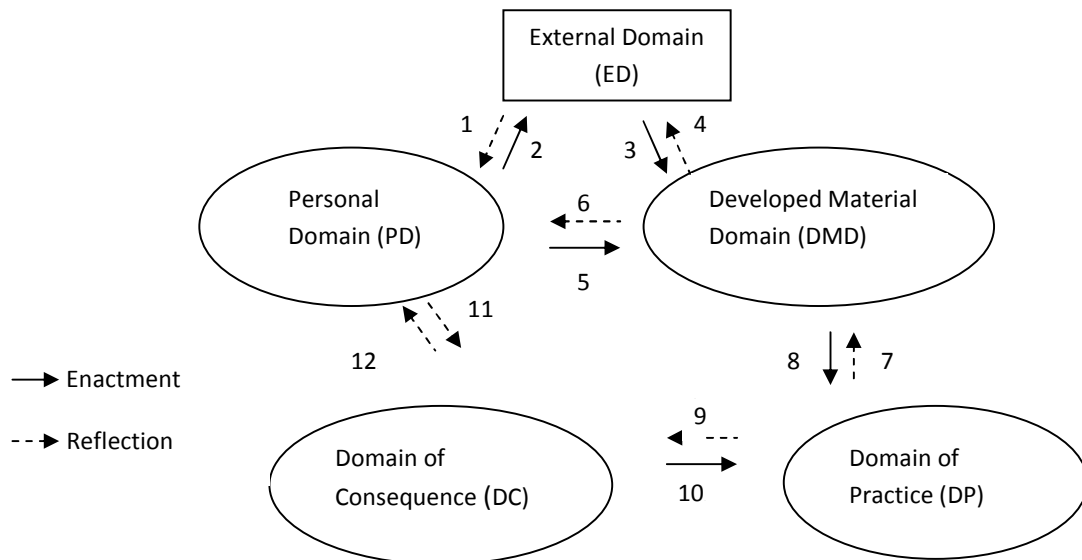 External Domain
(ED)
1
2
3
4
Personal
Domain (PD)
6
5
Developed Material
Domain (DMD)
11
12
8
7
Enactment
Reflection
9
10
Domain of
Consequence (DC)
Domain of
Practice (DP)